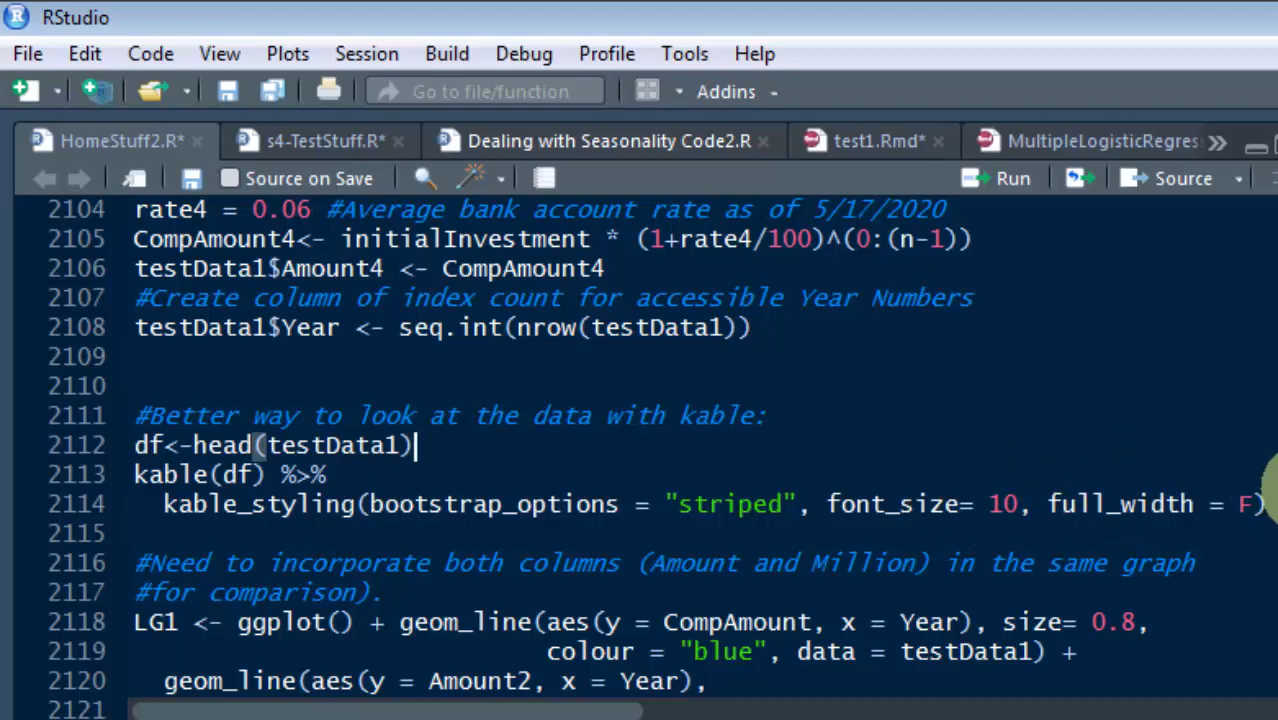 RStudio
File Edit Code View Plots Session Build Debug Profile Tools Help
Go to file/function Addins
HomeStuff2.R* s4-TestStuff.R* Dealing with Seasonality Code2.R test1.Rmd* MultipleLogisticRegres
Source on Save Run Source
2104 rate4 = 0.06 #Average bank account rate as of 5/17/2020
2105 CompAmount4<- initialInvestment * (1+rate4/100)^(0:(n-1))
2106 testData1$Amount4 <- CompAmount4
2107 #Create column of index count for accessible Year Numbers
2108 testData1$Year <- seq.int(nrow(testData1))
2109
2110
2111 #Better way to look at the data with kable:
2112 df<-head(testData1)
2113 kable(df) %>%
2114 kable_styling(bootstrap_options = "striped", font_size= 10, full_width = F)
2115
2116 #Need to incorporate both columns (Amount and Million) in the same graph
2117 #for comparison).
2118 LG1 <- ggplot() + geom_line(aes(y = CompAmount, x = Year), size= 0.8,
2119 colour = "blue", data = testData1) +
2120 geom_line(aes(y = Amount2, x = Year),
2121